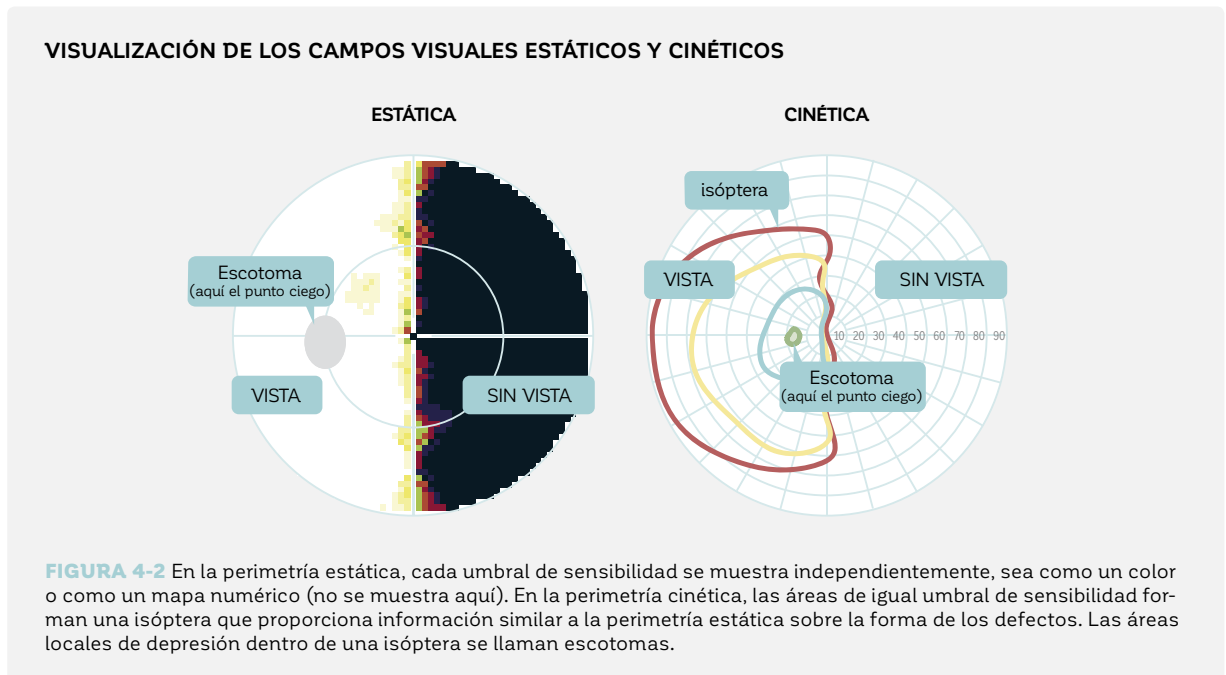 VISUALIZACIÓN DE LOS CAMPOS VISUALES ESTÁTICOS Y CINÉTICOS
ESTÁTICA
Escotoma
(aquí el punto ciego)
VISTA
SIN VISTA
CINÉTICA
isóptera
VISTA
SIN VISTA
10 20 30 40 50 60 70 80 90
Escotoma
(aquí el punto ciego)
FIGURA 4-2 En la perimetría estática, cada umbral de sensibilidad se muestra independientemente, sea como un color
o como un mapa numérico (no se muestra aquí). En la perimetría cinética, las áreas de igual umbral de sensibilidad for-
man una isóptera que proporciona información similar a la perimetría estática sobre la forma de los defectos. Las áreas
locales de depresión dentro de una isóptera se llaman escotomas.